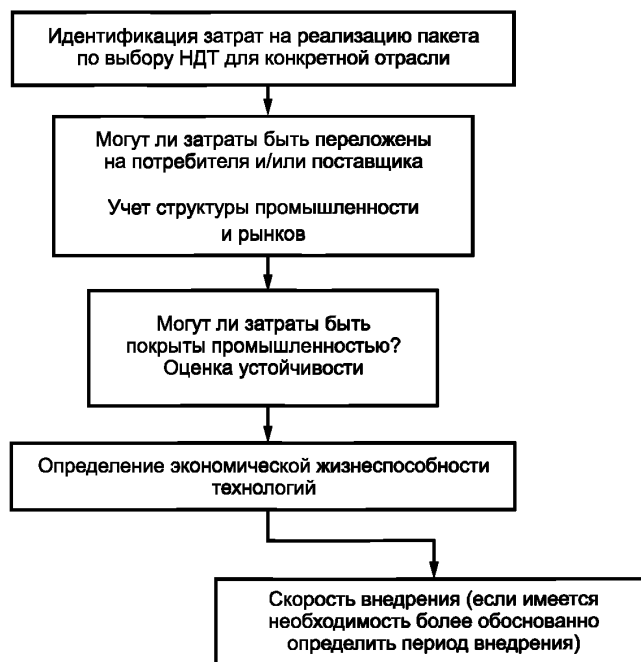 Идентификация затрат на реализацию пакета
по выбору НДТ для конкретной отрасли
Могут ли затраты быть переложены
на потребителя и/или поставщика
Учет структуры промышленности
и рынков
Могут ли затраты быть
покрыты промышленностью?
Оценка устойчивости
Определение экономической жизнеспособности
технологий
Скорость внедрения (если имеется
необходимость более обоснованно
определить период внедрения)